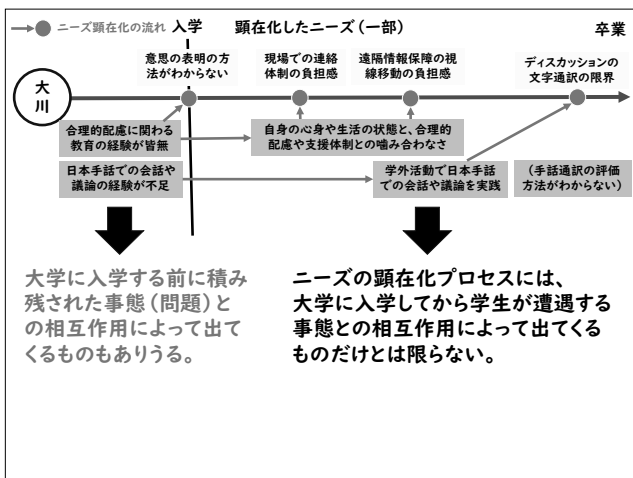 ニーズ顕在化の流れ
入学
顕在化したニーズ(一部)
卒業
意思の表明の方
法がわからない
現場での連絡
体制の負担感
遠隔情報保障の視
線移動の負担感
ディスカッションの
文字通訳の限界
大
川
合理的配慮に関わる
教育の経験が皆無
自身の心身や生活の状態と、合理的
配慮や支援体制との噛み合わなさ
日本手話での会話や
議論の経験が不足
学外活動で日本手話
での会話や議論を実践
(手話通訳の評価
方法がわからない)
大学に入学する前に積み
残された事態(問題)と
の相互作用によって出て
くるものもありうる。
ニーズの顕在化プロセスには、
大学に入学してから学生が遭遇する
事態との相互作用によって出てくる
ものだけとは限らない。